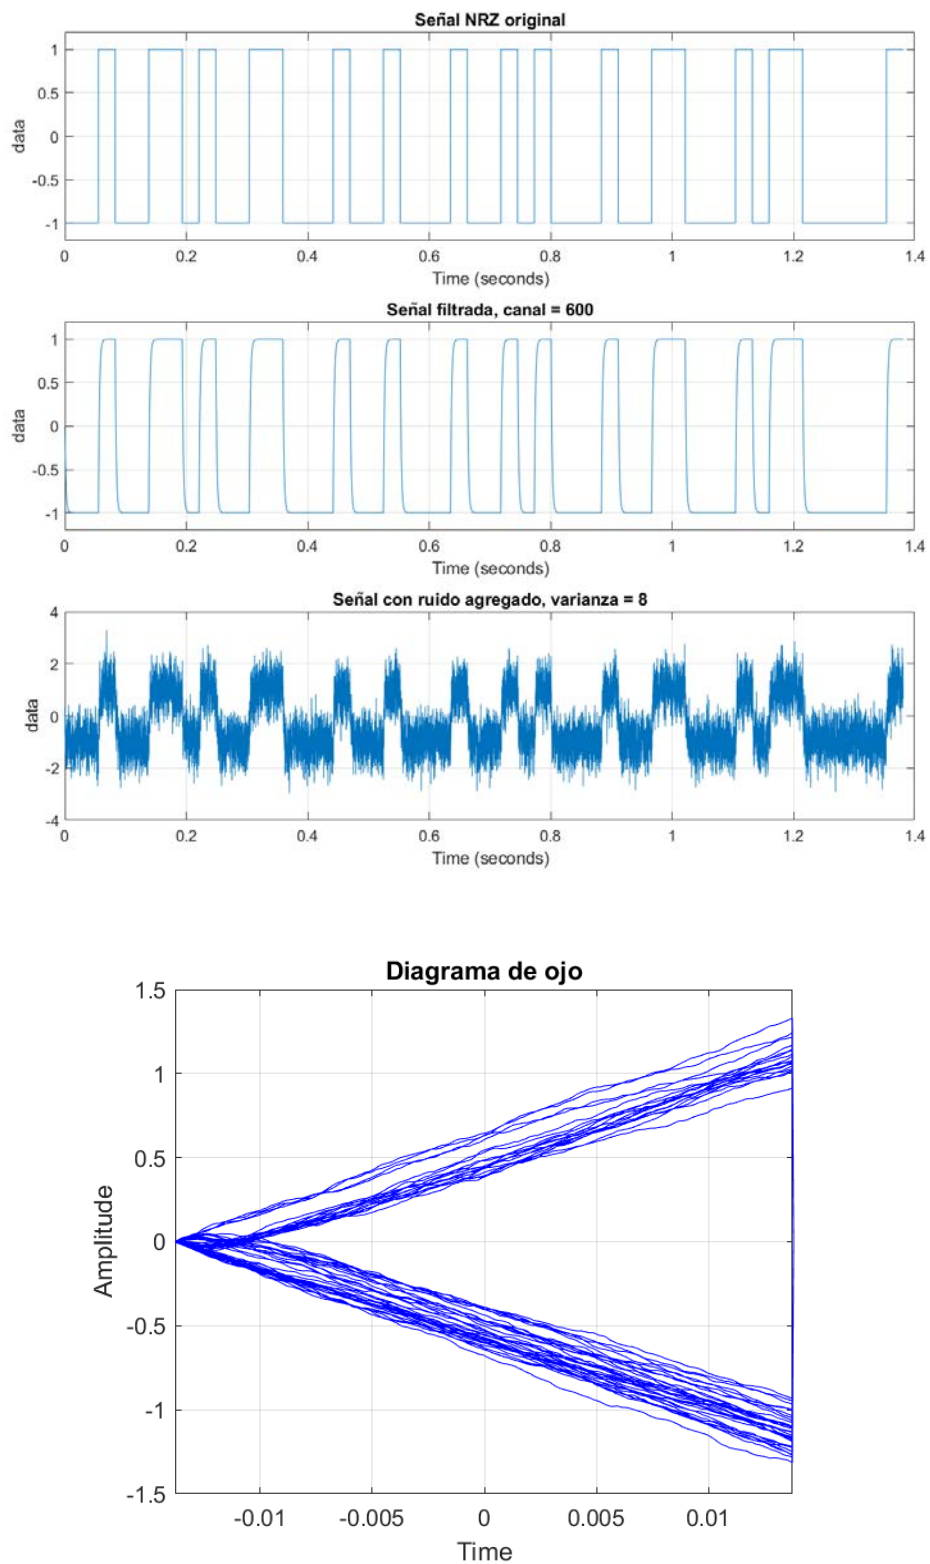 Señal NRZ original
1
0.5
0
-0.5
-1
data
0 0.2 0.4 0.6 0.8 1 1.2 1.4
Time (seconds)
Señal filtrada, canal = 600
1
0.5
0
-0.5
-1
data
0 0.2 0.4 0.6 0.8 1 1.2 1.4
Time (seconds)
Señal con ruido agregado, varianza = 8
4
2
0
-2
-4
data
0 0.2 0.4 0.6 0.8 1 1.2 1.4
Time (seconds)
Diagrama de ojo
1.5
1
0.5
0
-0.5
-1
-1.5
Amplitude
-0.01 -0.005 0 0.005 0.01
Time